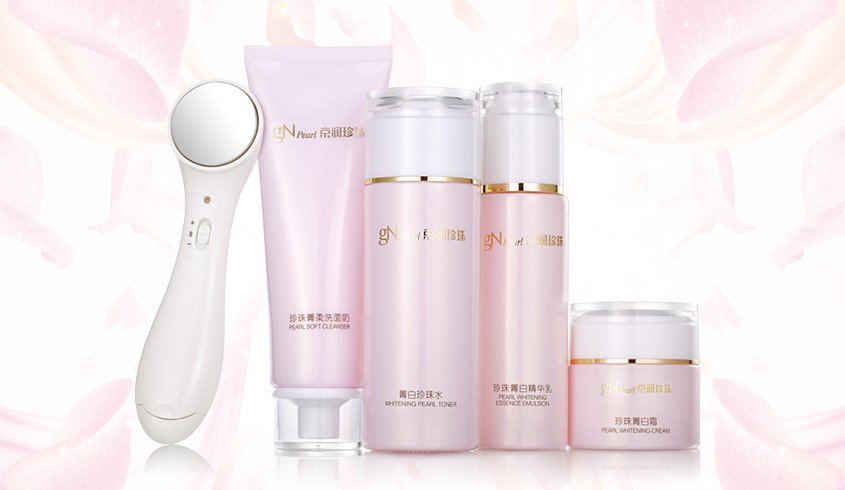 gN Pearl 京润珍珠
珍珠菁柔洗面奶
PEARL SOFT CLEANSER
gN Pearl 京润珍珠
菁白珍珠水
WHITENING PEARL TONER
gN Pearl 京润珍珠
珍珠菁白精华乳
PEARL WHITENING
ESSENCE EMULSION
gN Pearl 京润珍珠
珍珠菁白霜
PEARL WHITENING CREAM